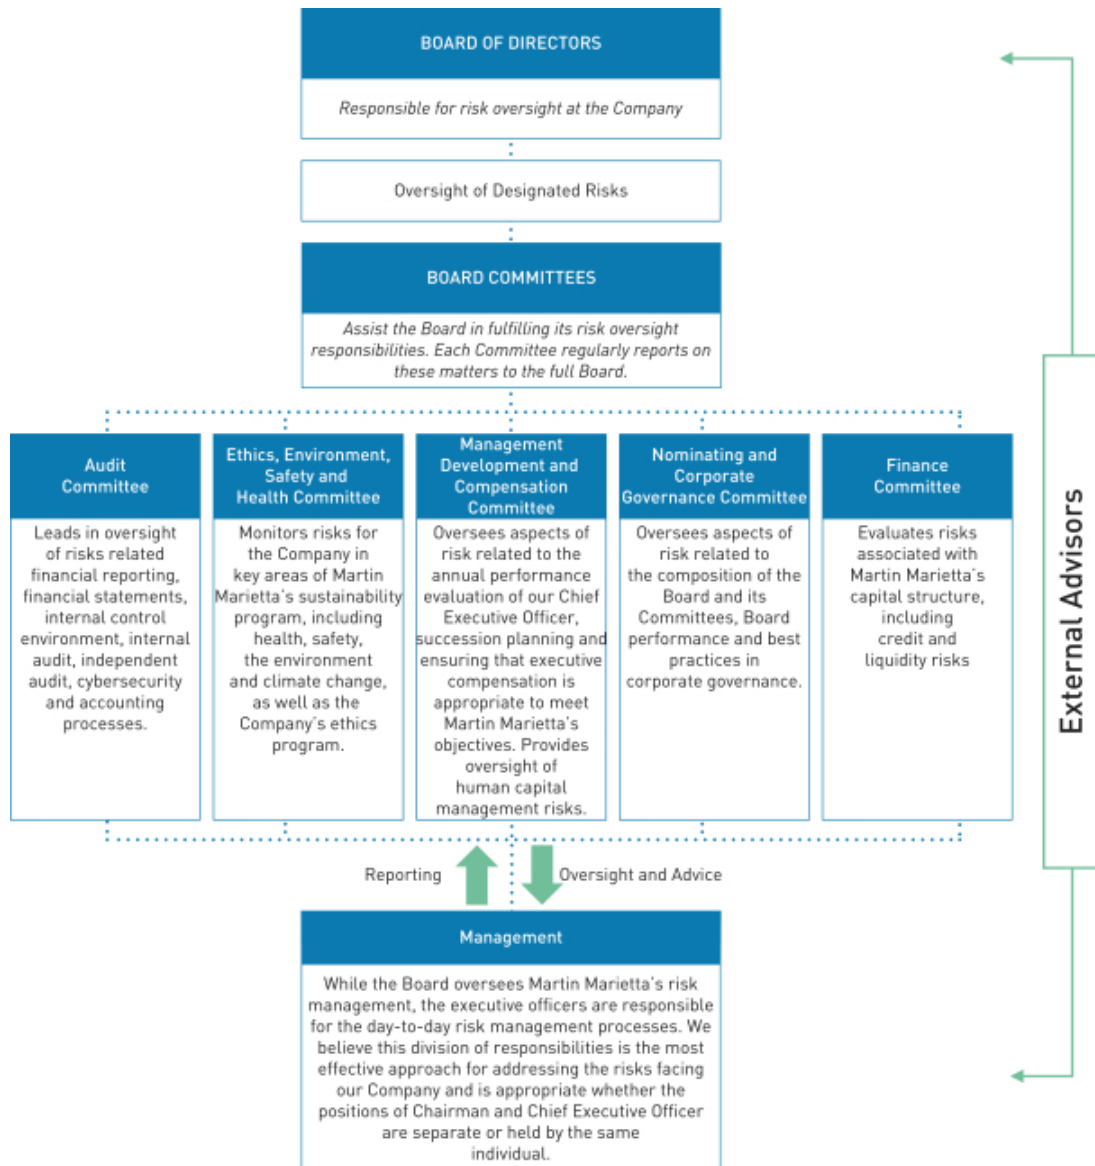 BOARD OF DIRECTORS
Responsible for risk oversight at the Company
Oversight of Designated Risks
BOARD COMMITTEES
Assist the Board in fulfilling its risk oversight
responsibilities. Each Committee regularly reports on
these matters to the full Board.
Audit
Committee
Leads in oversight
of risks related
financial reporting,
financial statements,
internal control
environment, internal
audit, independent
audit, cybersecurity
and accounting
processes.
Ethics, Environment,
Safety and
Health Committee
Monitors risks for
the Company in
key areas of Martin
Marietta's sustainability
program, including
health, safety,
the environment
and climate change,
as well as the
Company's ethics
program.
Management
Development and
Compensation
Committee
Oversees aspects of
risk related to the
annual performance
evaluation of our Chief
Executive Officer,
succession planning and
ensuring that executive
compensation is
appropriate to meet
Martin Marietta's
objectives. Provides
oversight of
human capital
management risks.
Nominating and
Corporate
Governance Committee
Oversees aspects of
risk related to
the composition of the
Board and its
Committees, Board
performance and best
practices in
corporate governance.
Finance
Committee
Evaluates risks
associated with
Martin Marietta's
capital structure,
including
credit and
liquidity risks
External Advisors
Reporting
Oversight and Advice
Management
While the Board oversees Martin Marietta's risk
management, the executive officers are responsible
for the day-to-day risk management processes. We
believe this division of responsibilities is the most
effective approach for addressing the risks facing
our Company and is appropriate whether the
positions of Chairman and Chief Executive Officer
are separate or held by the same
individual.